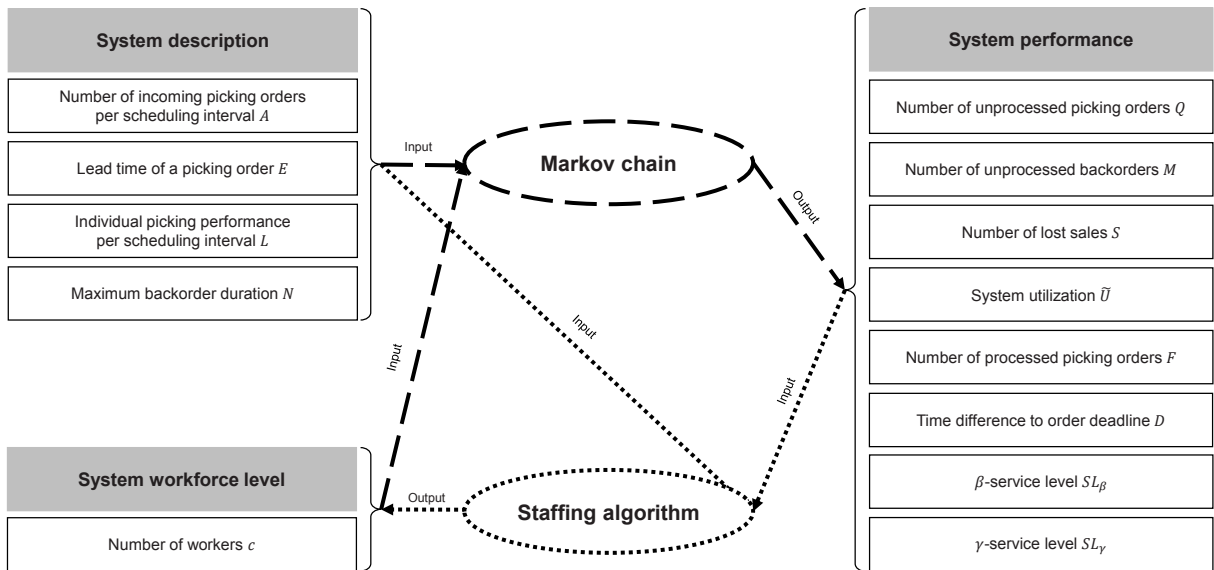 System description
Number of incoming picking orders
per scheduling interval A
Lead time of a picking order E
Individual picking performance
per scheduling interval L
Maximum backorder duration N
System workforce level
Number of workers c
Input
Markov chain
Output
Input
Input
Input
Output
Staffing algorithm
System performance
Number of unprocessed picking orders Q
Number of unprocessed backorders M
Number of lost sales S
System utilization Ũ
Number of processed picking orders F
Time difference to order deadline D
β-service level SL_β
γ-service level SL_γ